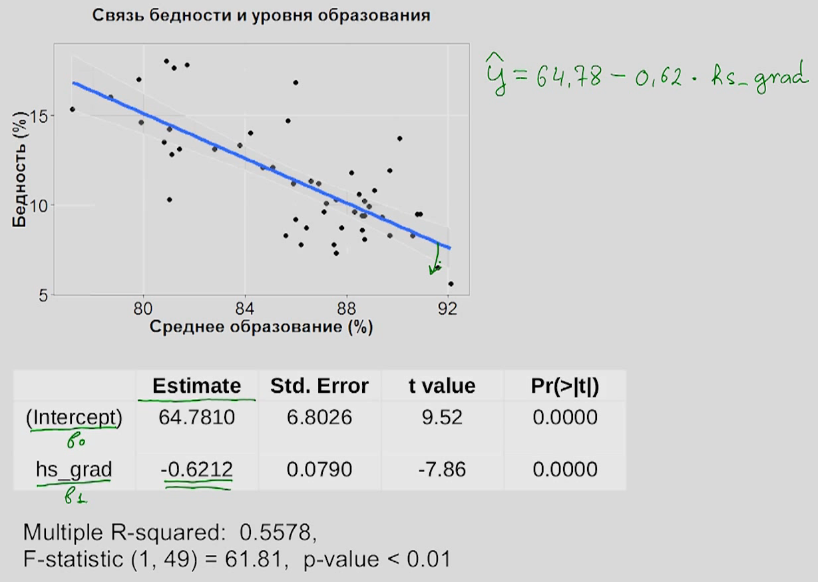 Связь бедности и уровня образования
ŷ = 64,78 − 0,62 · hs_grad
Бедность (%)
15
10
5
80 84 88 92
Среднее образование (%)
Estimate Std. Error t value Pr(>|t|)
(Intercept) 64.7810 6.8026 9.52 0.0000
b₀
hs_grad -0.6212 0.0790 -7.86 0.0000
b₁
Multiple R-squared: 0.5578,
F-statistic (1, 49) = 61.81, p-value < 0.01